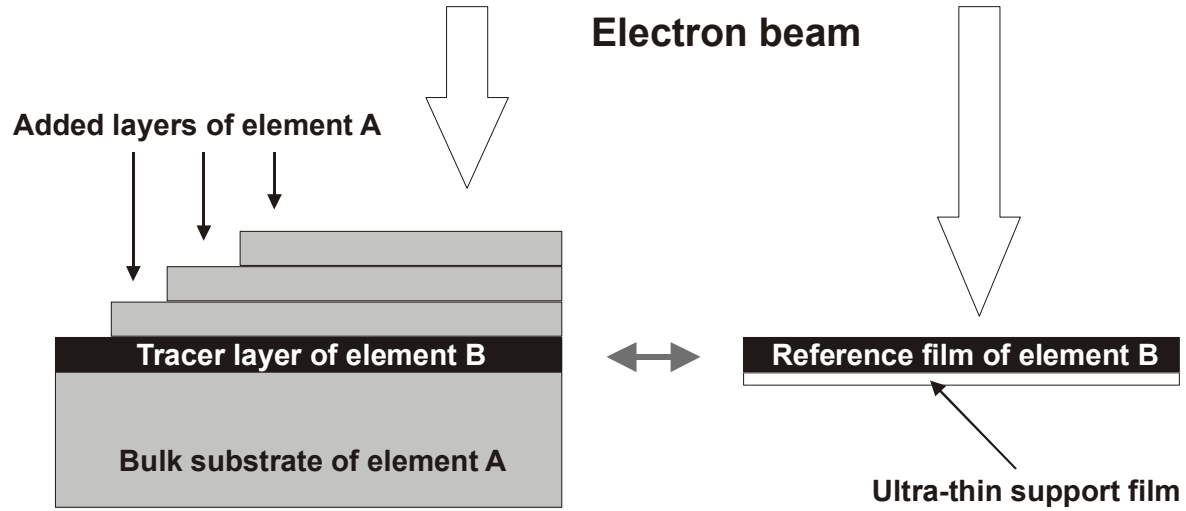 Electron beam
Added layers of element A
Tracer layer of element B
Reference film of element B
Bulk substrate of element A
Ultra-thin support film